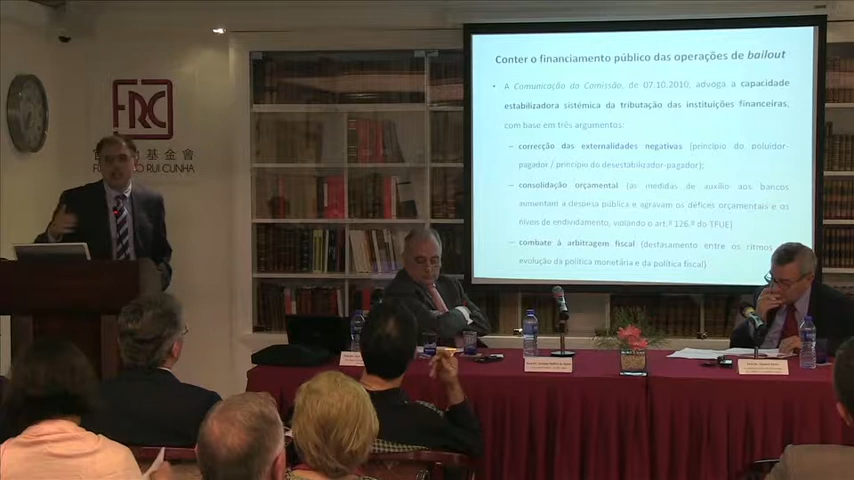 Conter o financiamento público das operações de bailout
• A Comunicação da Comissão, de 07.10.2010, advoga a capacidade
estabilizadora sistémica da tributação das instituições financeiras,
com base em três argumentos:
– correcção das externalidades negativas (princípio do poluidor-
pagador / princípio do destabilizador-pagador);
– consolidação orçamental (as medidas de auxílio aos bancos
aumentam a despesa pública e agravam os défices orçamentais e os
níveis de endividamento, violando o art.º 126.º do TFUE)
– combate à arbitragem fiscal (desfasamento entre os ritmos
evolução da política monetária e da política fiscal)
FRC
基金會
RUI CUNHA